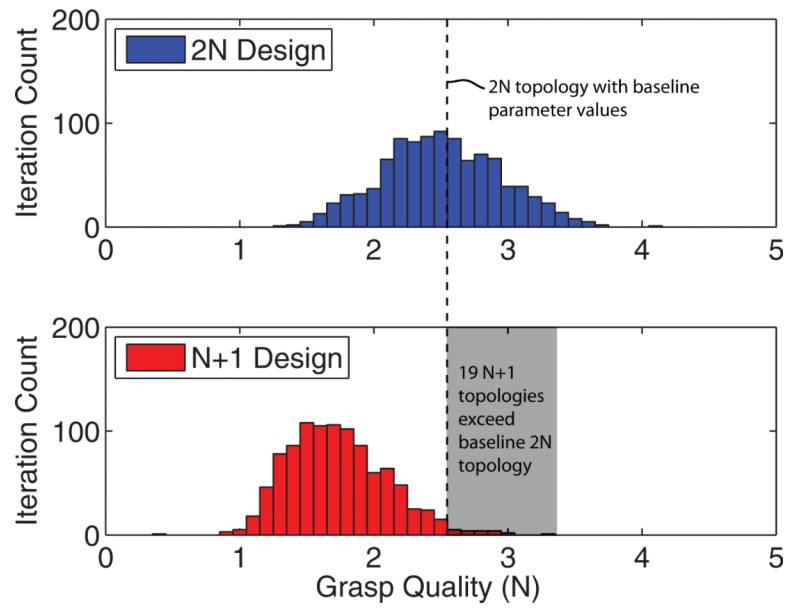 200
100
0
Iteration Count
2N Design
2N topology with baseline
parameter values
0 1 2 3 4 5
200
100
0
Iteration Count
N+1 Design
19 N+1
topologies
exceed
baseline 2N
topology
0 1 2 3 4 5
Grasp Quality (N)